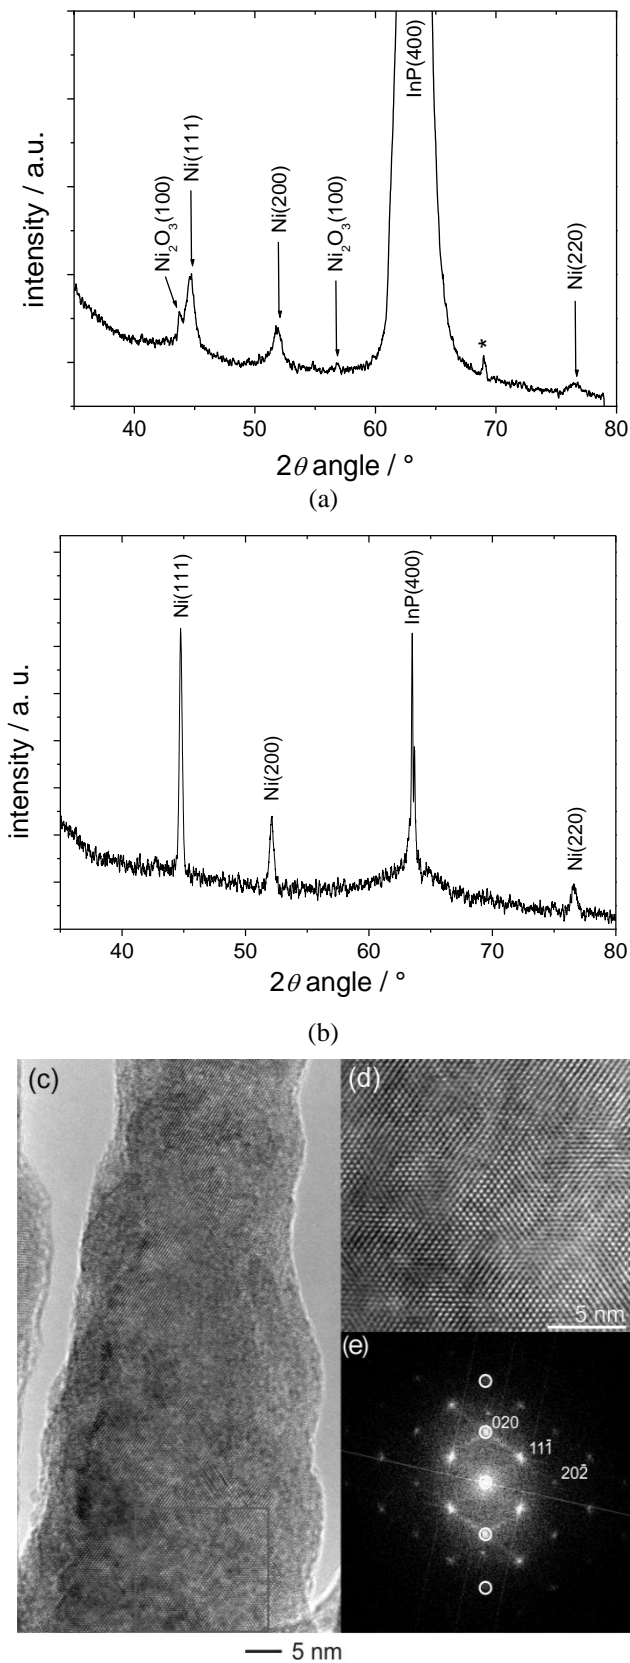 InP(400)
Ni(111)
Ni₂O₃(100)
Ni(200)
Ni₂O₃(100)
Ni(220)
*
intensity / a.u.
40 50 60 70 80
2θ angle / °
(a)
Ni(111)
InP(400)
Ni(200)
Ni(220)
intensity / a. u.
40 50 60 70 80
2θ angle / °
(b)
(c)
(d)
5 nm
(e)
020
111̄
202̄
5 nm